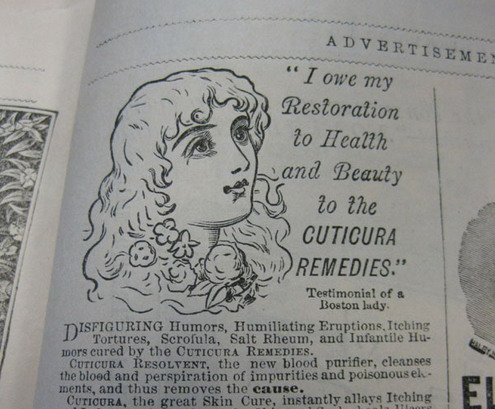 ADVERTISEMEN
"I owe my
Restoration
to Health
and Beauty
to the
CUTICURA
REMEDIES."
Testimonial of a
Boston lady.
DISFIGURING Humors, Humiliating Eruptions, Itching
Tortures, Scrofula, Salt Rheum, and Infantile Hu-
mors cured by the CUTICURA REMEDIES.
CUTICURA RESOLVENT, the new blood purifier, cleanses
the blood and perspiration of impurities and poisonous ele-
ments, and thus removes the cause.
CUTICURA, the great Skin Cure, instantly allays Itching
EL